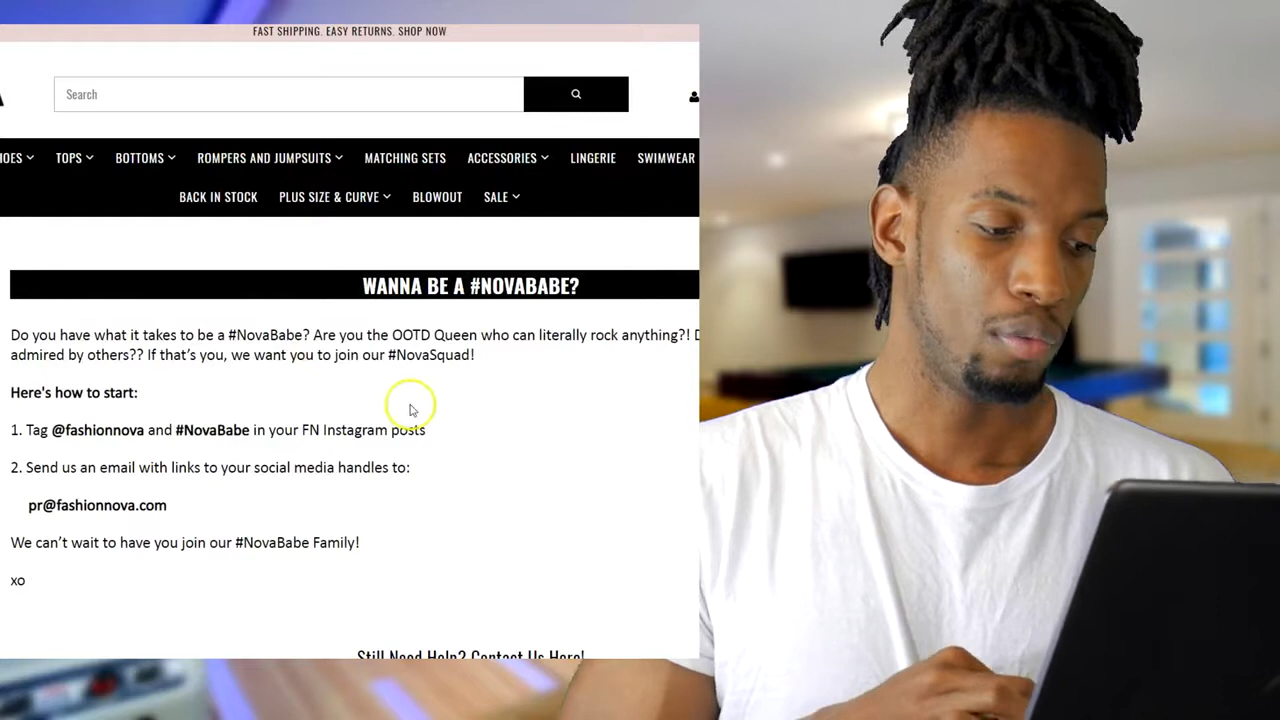 FAST SHIPPING. EASY RETURNS. SHOP NOW
Search
TOPS
BOTTOMS
ROMPERS AND JUMPSUITS
MATCHING SETS
ACCESSORIES
LINGERIE
SWIMWEAR
BACK IN STOCK
PLUS SIZE & CURVE
BLOWOUT
SALE
WANNA BE A #NOVABABE?
Do you have what it takes to be a #NovaBabe? Are you the OOTD Queen who can literally rock anything?!
admired by others?? If that's you, we want you to join our #NovaSquad!
Here's how to start:
1. Tag @fashionnova and #NovaBabe in your FN Instagram posts
2. Send us an email with links to your social media handles to:
pr@fashionnova.com
We can't wait to have you join our #NovaBabe Family!
xo
Still Need Help? Contact Us Here!